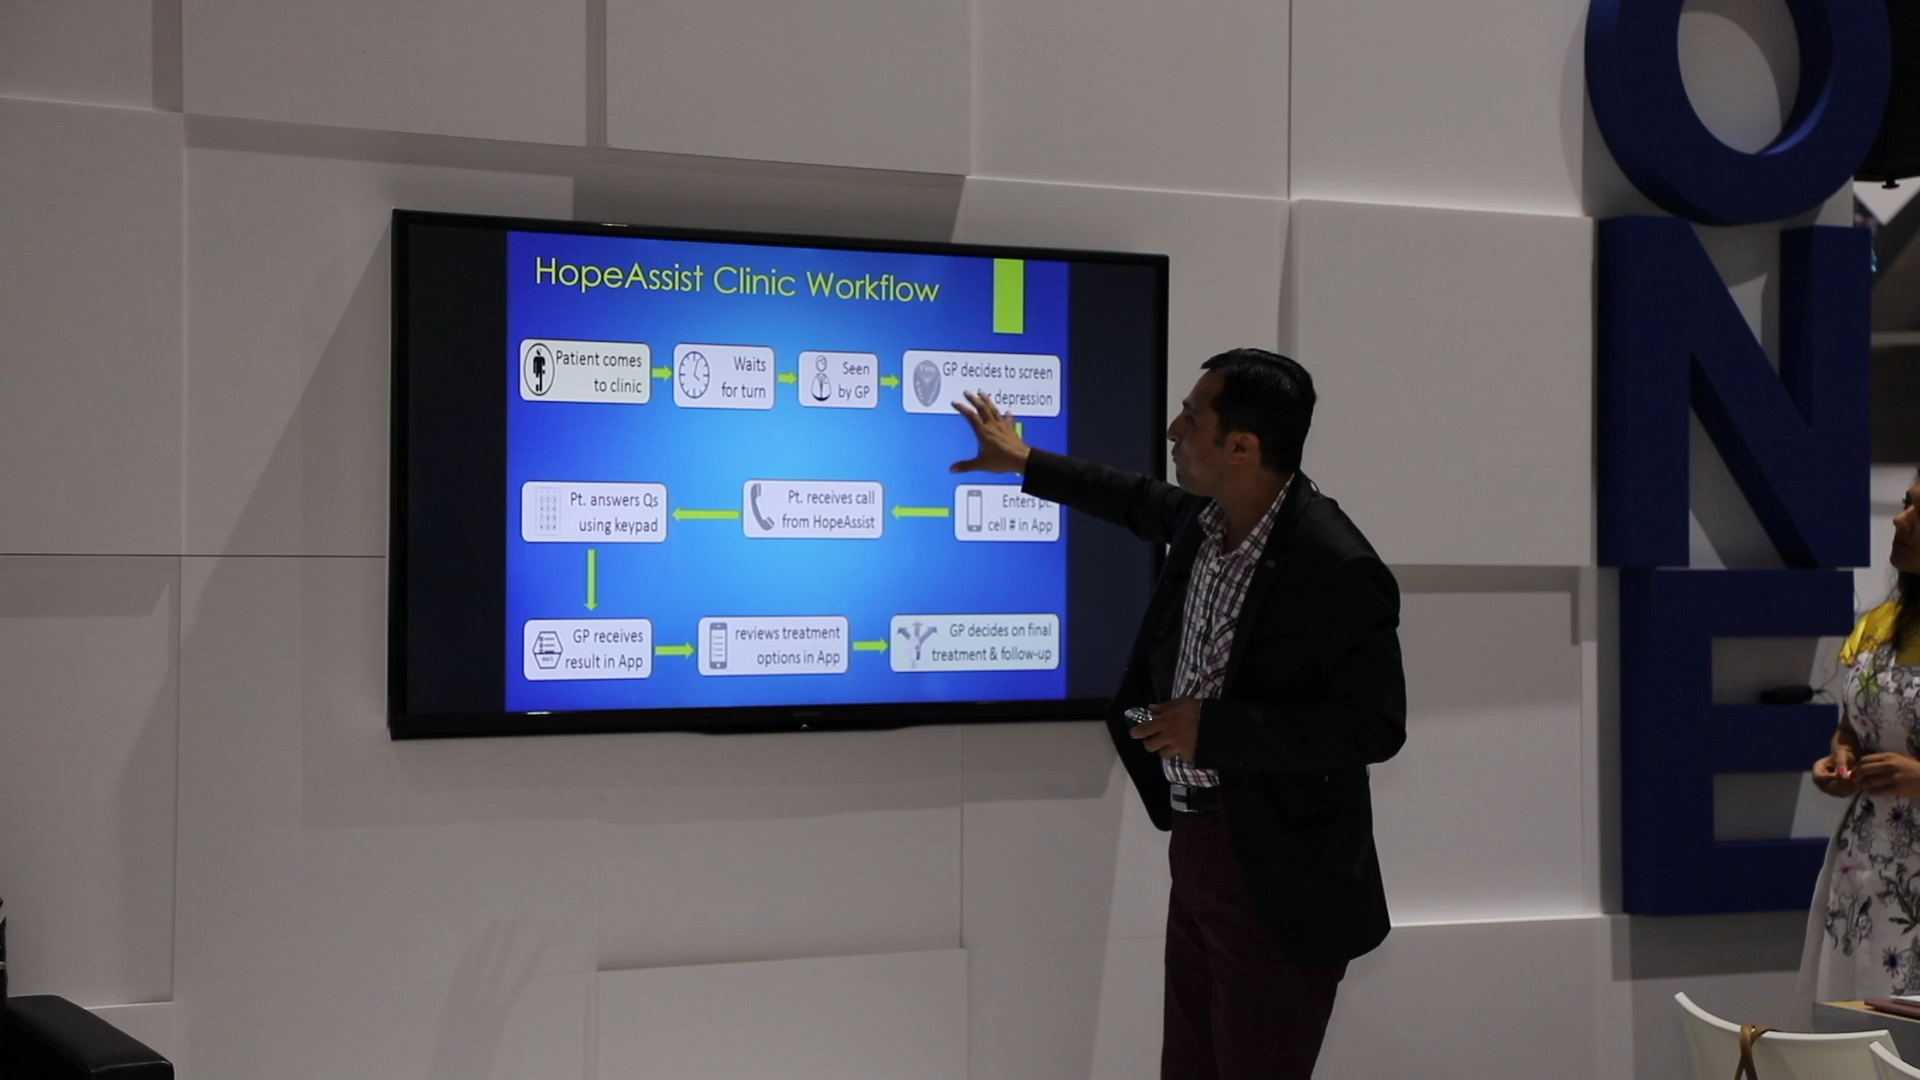 HopeAssist Clinic Workflow
Patient comes
to clinic
Waits
for turn
Seen
by GP
GP decides to screen
depression
Enters pt.
cell # in App
Pt. receives call
from HopeAssist
Pt. answers Qs
using keypad
GP receives
result in App
reviews treatment
options in App
GP decides on final
treatment & follow-up
ONE